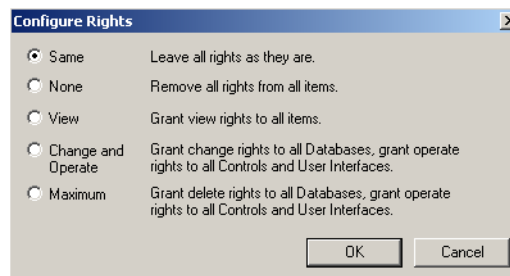 Configure Rights
Same Leave all rights as they are.
None Remove all rights from all items.
View Grant view rights to all items.
Change and Grant change rights to all Databases, grant operate
Operate rights to all Controls and User Interfaces.
Maximum Grant delete rights to all Databases, grant operate
rights to all Controls and User Interfaces.
OK Cancel